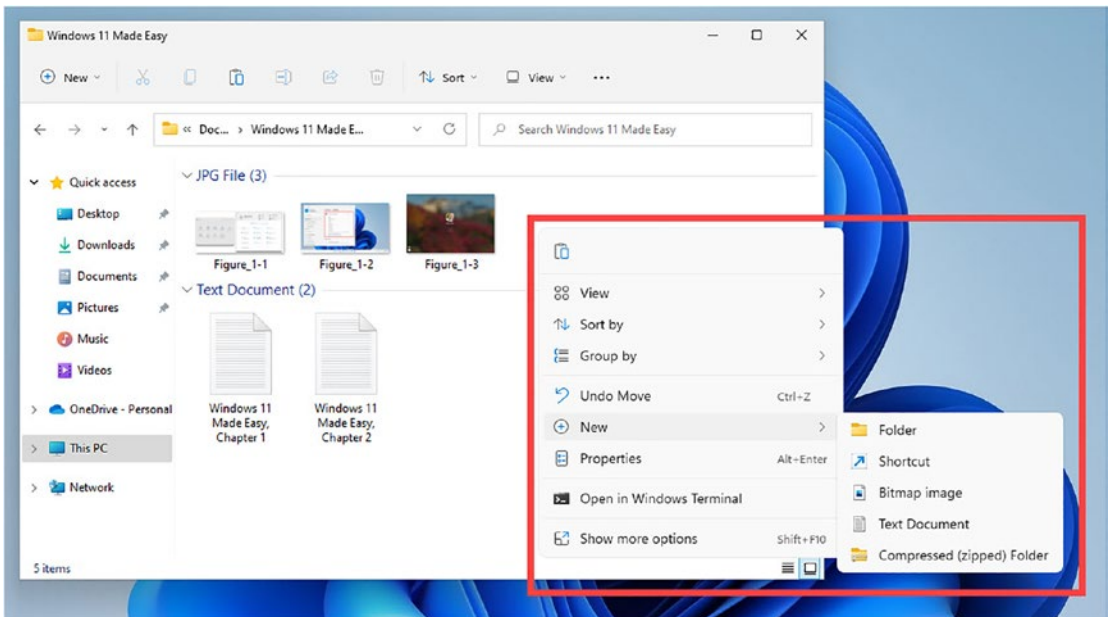 Windows 11 Made Easy
New
Sort
View
« Doc... > Windows 11 Made E...
Search Windows 11 Made Easy
Quick access
Desktop
Downloads
Documents
Pictures
Music
Videos
OneDrive - Personal
This PC
Network
JPG File (3)
Figure_1-1
Figure_1-2
Figure_1-3
Text Document (2)
Windows 11
Made Easy,
Chapter 1
Windows 11
Made Easy,
Chapter 2
5 items
View
Sort by
Group by
Undo Move Ctrl+Z
New
Properties Alt+Enter
Open in Windows Terminal
Show more options Shift+F10
Folder
Shortcut
Bitmap image
Text Document
Compressed (zipped) Folder